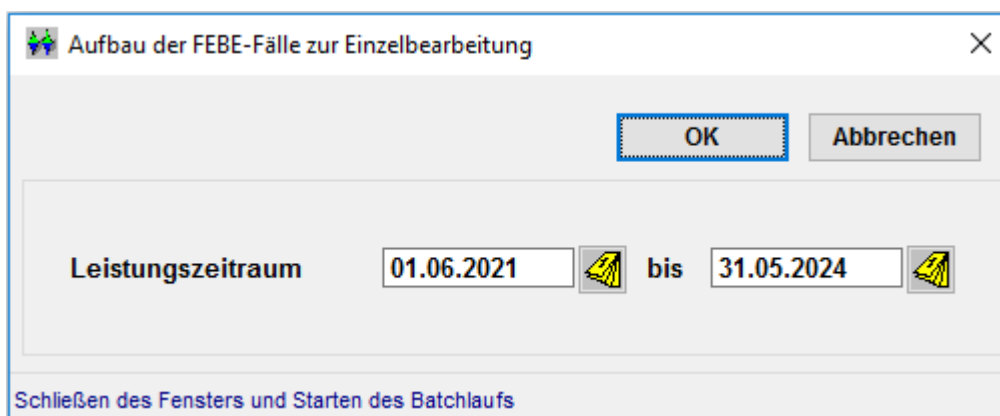 Aufbau der FEBE-Fälle zur Einzelbearbeitung
OK Abbrechen
Leistungszeitraum 01.06.2021 bis 31.05.2024
Schließen des Fensters und Starten des Batchlaufs